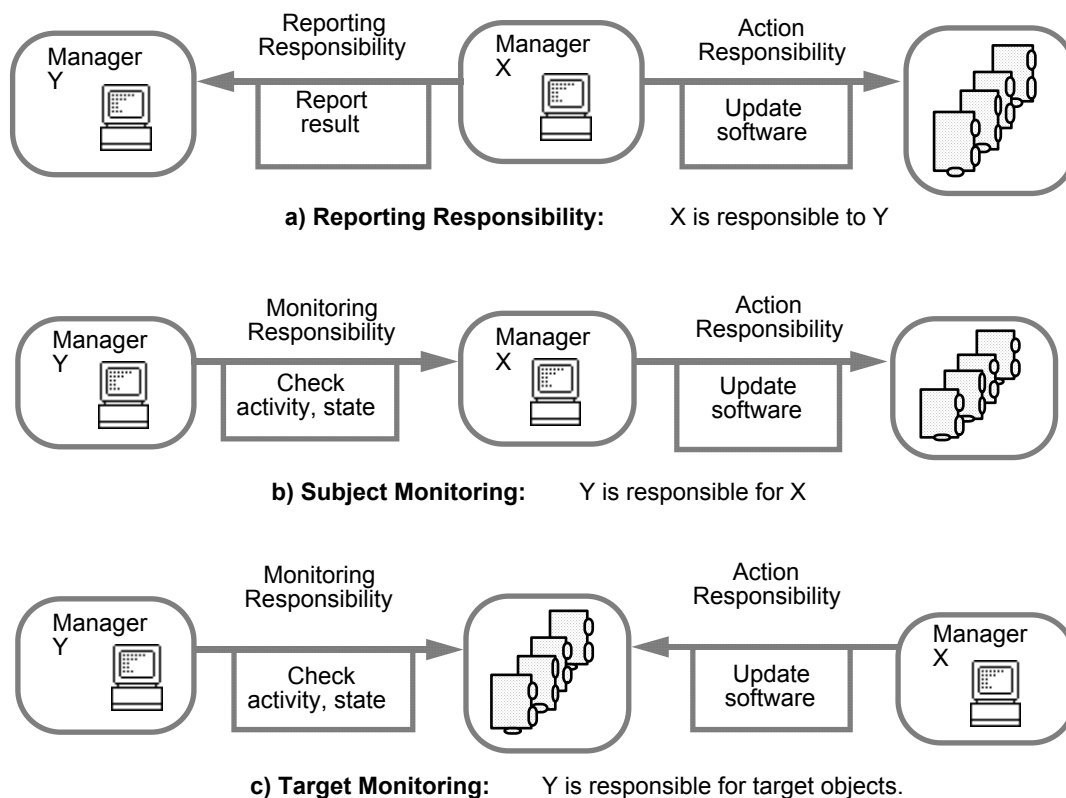 Manager
Y
Reporting
Responsibility
Report
result
Manager
X
Action
Responsibility
Update
software
a) Reporting Responsibility: X is responsible to Y
Manager
Y
Monitoring
Responsibility
Check
activity, state
Manager
X
Action
Responsibility
Update
software
b) Subject Monitoring: Y is responsible for X
Manager
Y
Monitoring
Responsibility
Check
activity, state
Action
Responsibility
Update
software
Manager
X
c) Target Monitoring: Y is responsible for target objects.